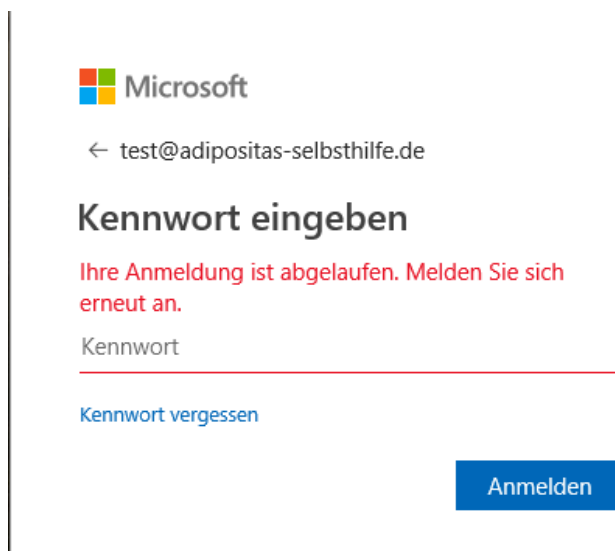 Microsoft
← test@adipositas-selbsthilfe.de
Kennwort eingeben
Ihre Anmeldung ist abgelaufen. Melden Sie sich
erneut an.
Kennwort
Kennwort vergessen
Anmelden